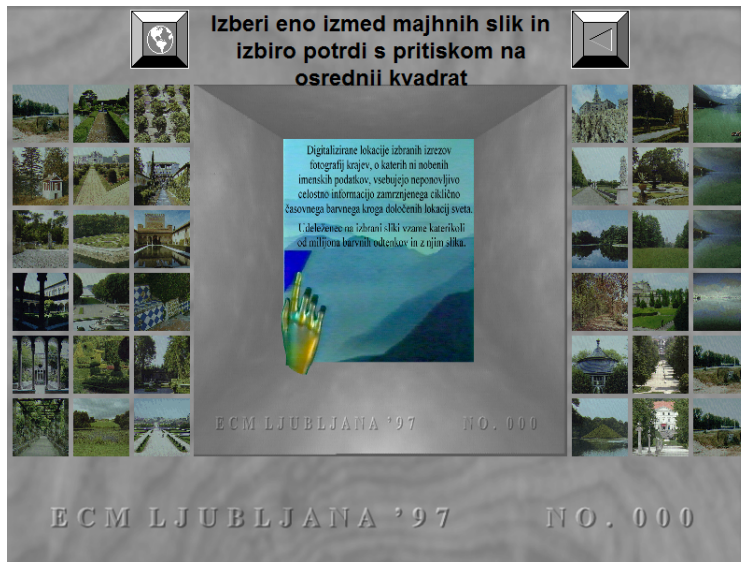 Izberi eno izmed majhnih slik in
izbiro potrdi s pritiskom na
osrednji kvadrat
Digitalizirane lokacije izbranih izrezov
fotografij krajev, o katerih ni nobenih
imenskih podatkov, vsebujejo neponovljivo
celostno informacijo zamrznjenega ciklično
časovnega barvnega kroga določenih lokacij sveta.
Udeleženec na izbrani sliki vzame katerikoli
od milijona barvnih odtenkov in z njim slika.
ECM LJUBLJANA '97 NO. 000
ECM LJUBLJANA '97 NO. 000